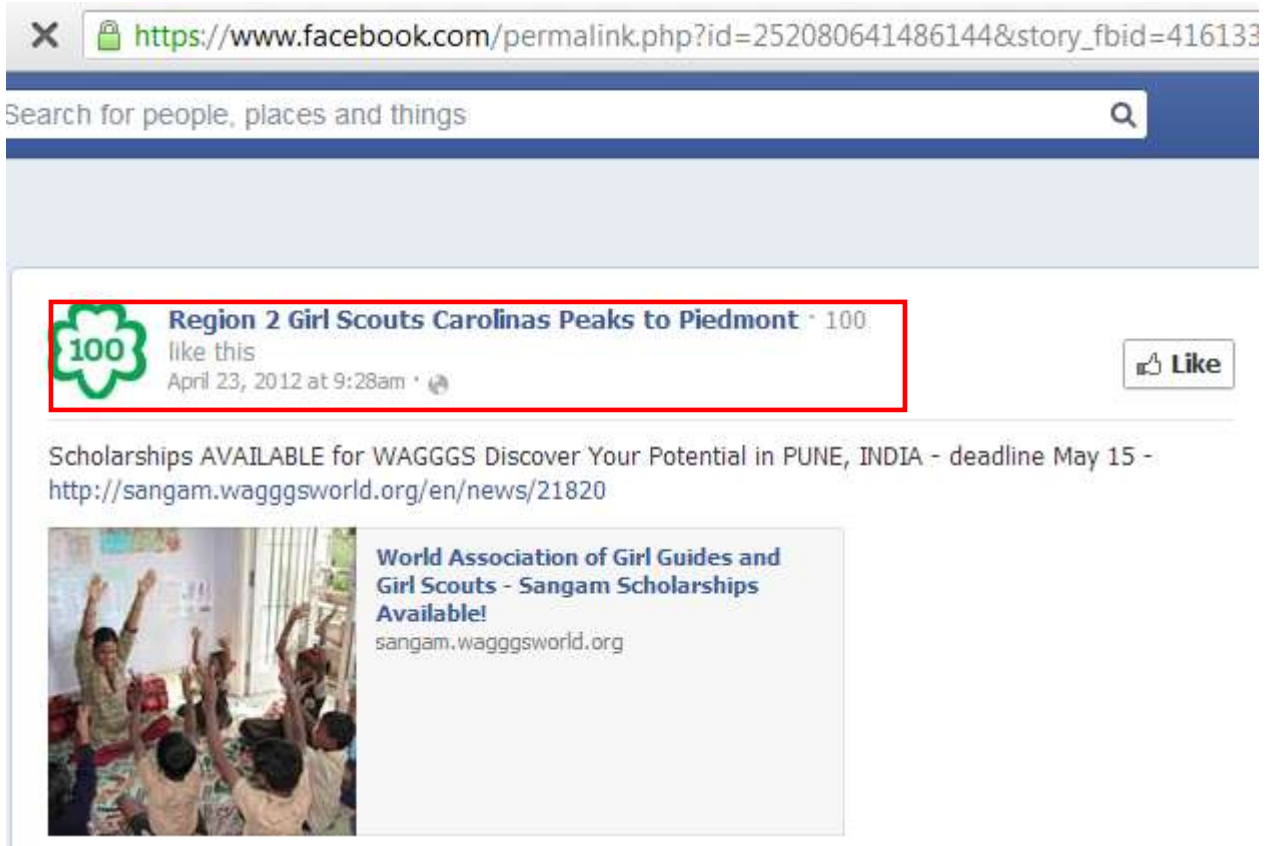 https://www.facebook.com/permalink.php?id=252080641486144&story_fbid=416133
Search for people, places and things
100
Region 2 Girl Scouts Carolinas Peaks to Piedmont · 100
like this
April 23, 2012 at 9:28am ·
Like
Scholarships AVAILABLE for WAGGGS Discover Your Potential in PUNE, INDIA - deadline May 15 -
http://sangam.wagggsworld.org/en/news/21820
World Association of Girl Guides and
Girl Scouts - Sangam Scholarships
Available!
sangam.wagggsworld.org